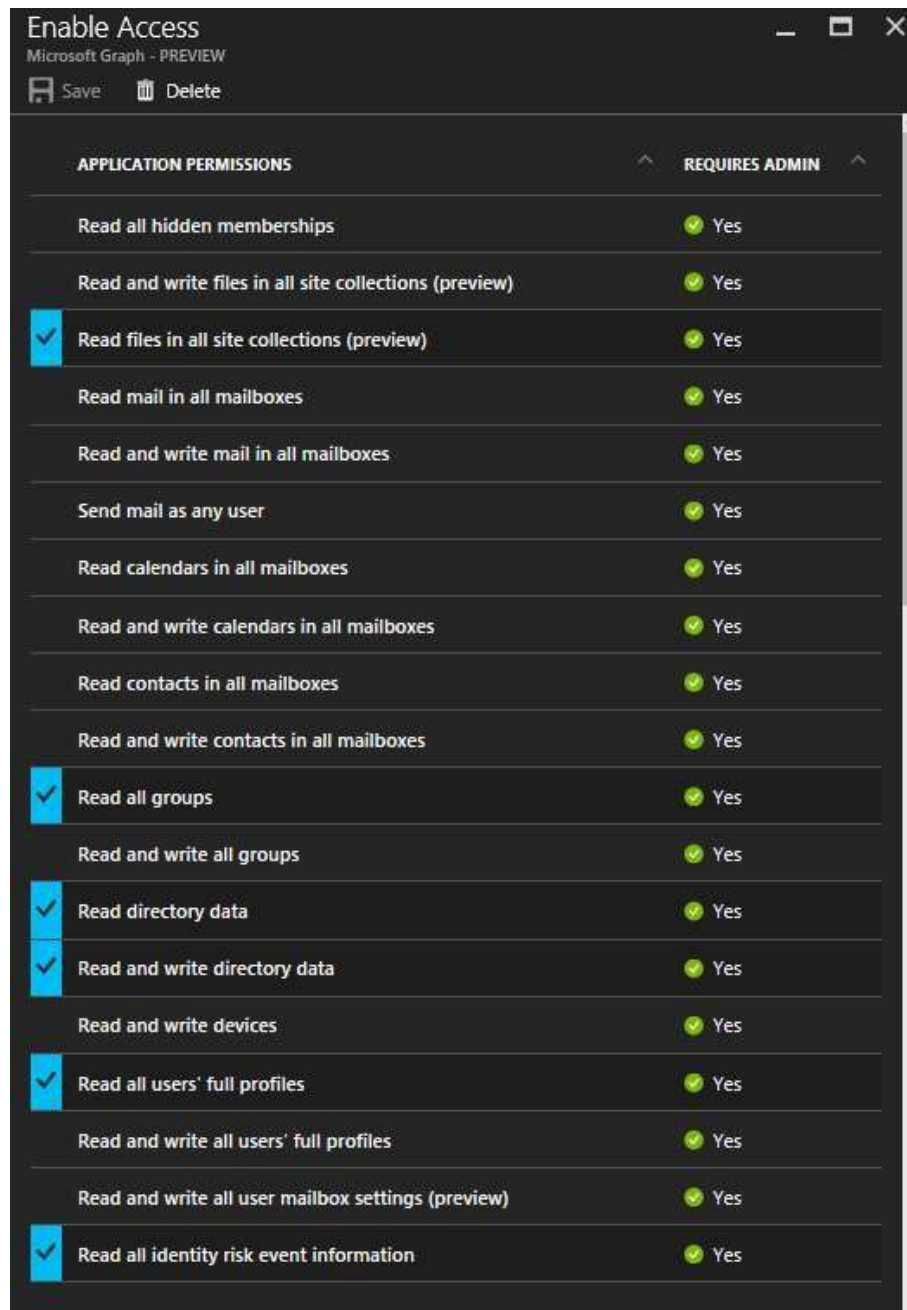 Enable Access
Microsoft Graph - PREVIEW
Save Delete
APPLICATION PERMISSIONS REQUIRES ADMIN
Read all hidden memberships Yes
Read and write files in all site collections (preview) Yes
Read files in all site collections (preview) Yes
Read mail in all mailboxes Yes
Read and write mail in all mailboxes Yes
Send mail as any user Yes
Read calendars in all mailboxes Yes
Read and write calendars in all mailboxes Yes
Read contacts in all mailboxes Yes
Read and write contacts in all mailboxes Yes
Read all groups Yes
Read and write all groups Yes
Read directory data Yes
Read and write directory data Yes
Read and write devices Yes
Read all users' full profiles Yes
Read and write all users' full profiles Yes
Read and write all user mailbox settings (preview) Yes
Read all identity risk event information Yes